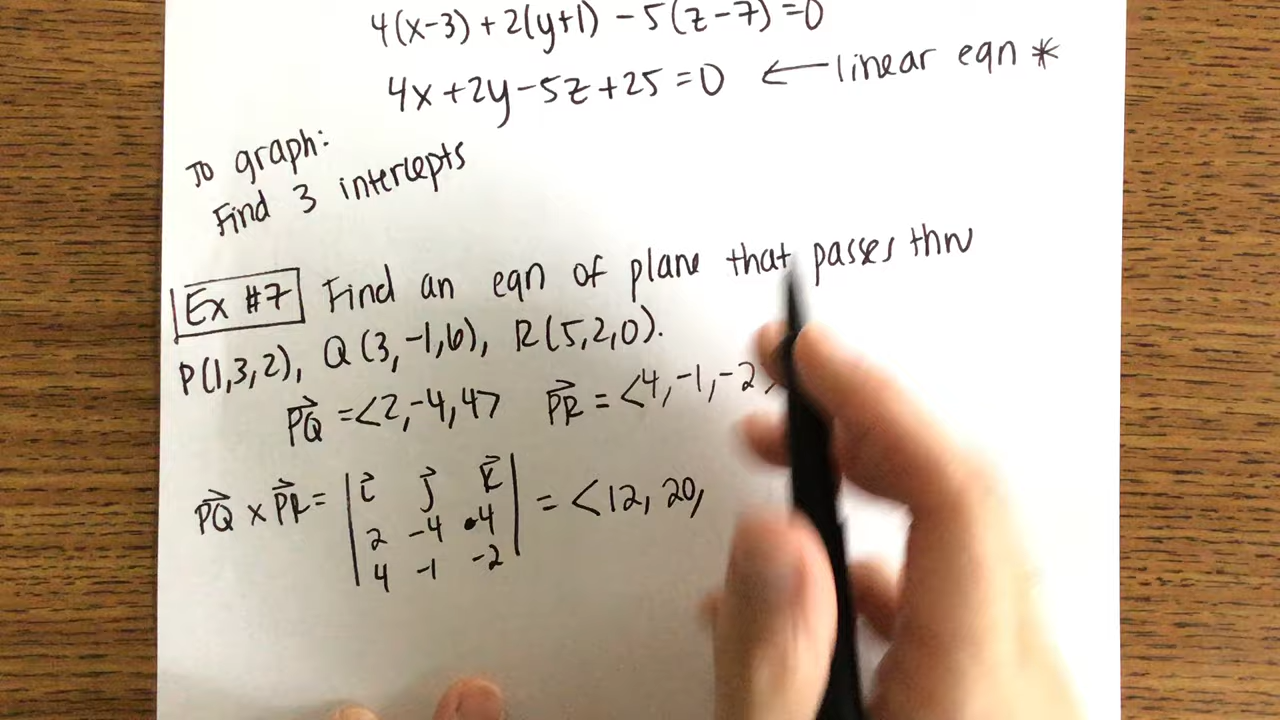 4(x-3) + 2(y+1) - 5(z-7) = 0
4x + 2y - 5z + 25 = 0 ← linear eqn *
To graph:
Find 3 intercepts
Ex #7 Find an eqn of plane that passes thru
P(1,3,2), Q(3,-1,6), R(5,2,0).
PQ = <2,-4,4> PR = <4,-1,-2>
PQ × PR = | i j k | = <12, 20,
2 -4 4
4 -1 -2